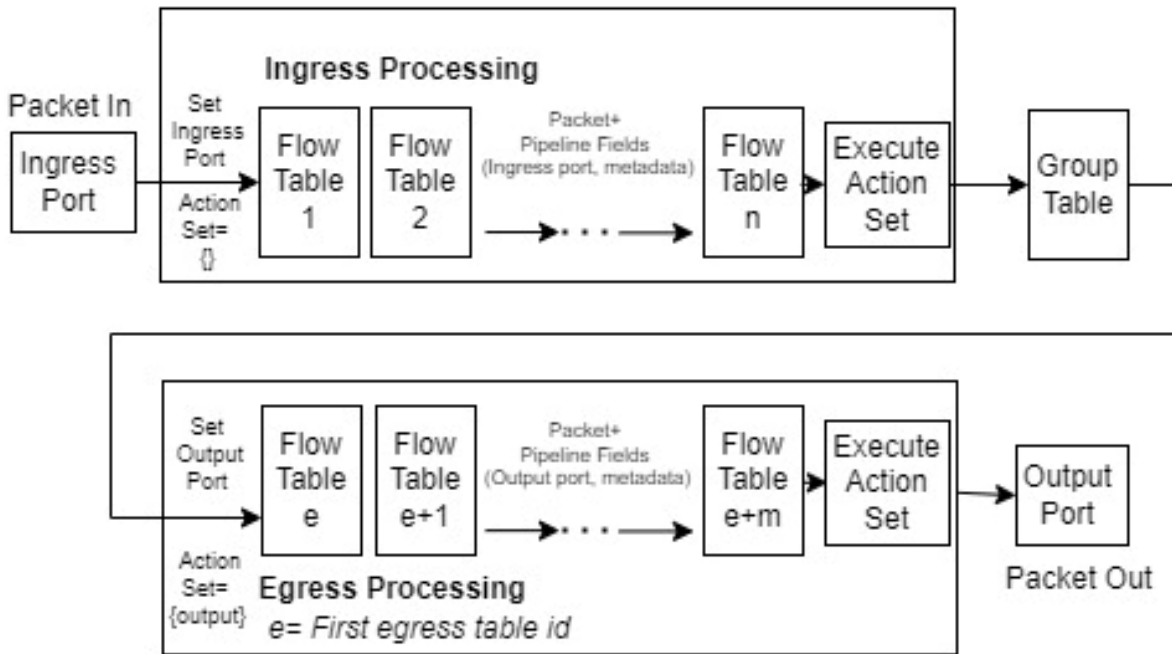 Ingress Processing
Packet In
Ingress
Port
Set
Ingress
Port
Action
Set=
{}
Flow
Table
1
Flow
Table
2
Packet+
Pipeline Fields
(Ingress port, metadata)
. . .
Flow
Table
n
Execute
Action
Set
Group
Table
Set
Output
Port
Action
Set=
{output}
Flow
Table
e
Flow
Table
e+1
Packet+
Pipeline Fields
(Output port, metadata)
. . .
Flow
Table
e+m
Execute
Action
Set
Output
Port
Packet Out
Egress Processing
e= First egress table id